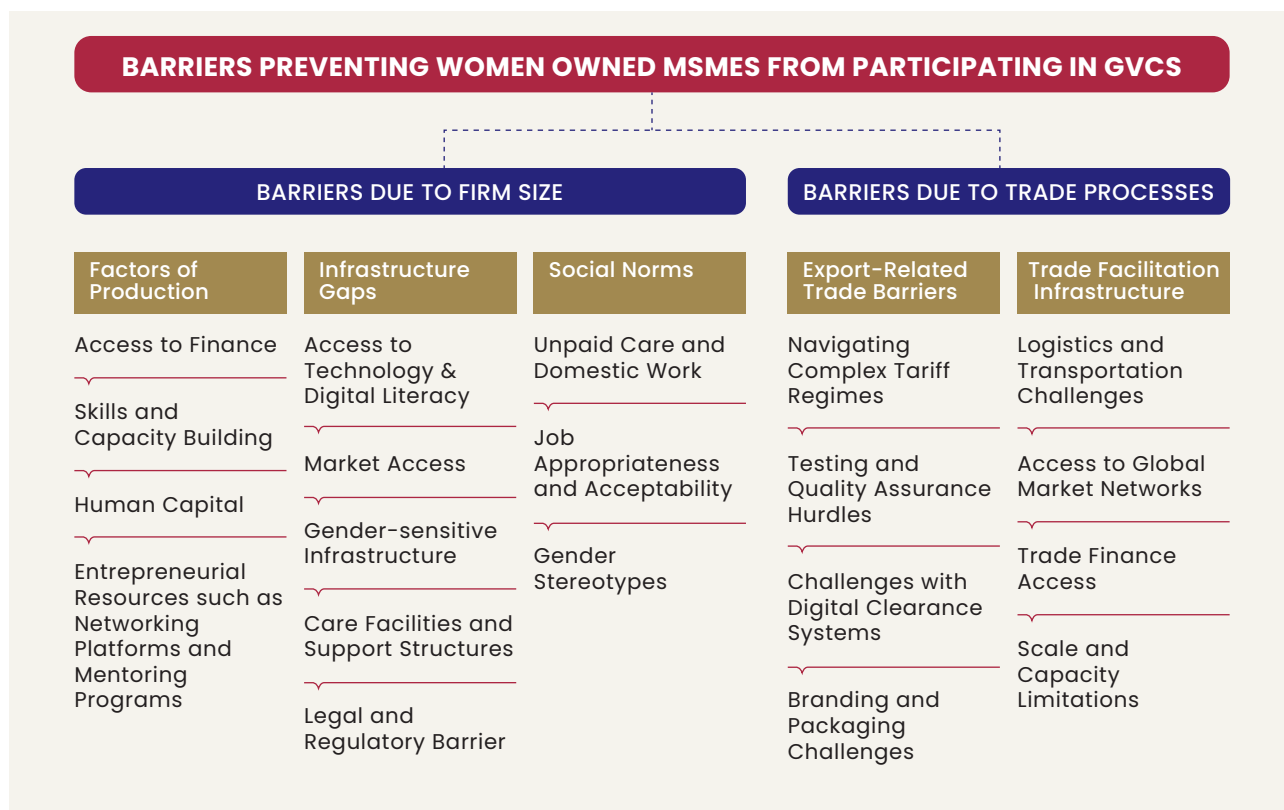 BARRIERS PREVENTING WOMEN OWNED MSMES FROM PARTICIPATING IN GVCS
BARRIERS DUE TO FIRM SIZE
Factors of
Production
Access to Finance
Skills and
Capacity Building
Human Capital
Entrepreneurial
Resources such as
Networking
Platforms and
Mentoring
Programs
Infrastructure
Gaps
Access to
Technology &
Digital Literacy
Market Access
Gender-sensitive
Infrastructure
Care Facilities and
Support Structures
Legal and
Regulatory Barrier
Social Norms
Unpaid Care and
Domestic Work
Job
Appropriateness
and Acceptability
Gender
Stereotypes
BARRIERS DUE TO TRADE PROCESSES
Export-Related
Trade Barriers
Navigating
Complex Tariff
Regimes
Testing and
Quality Assurance
Hurdles
Challenges with
Digital Clearance
Systems
Branding and
Packaging
Challenges
Trade Facilitation
Infrastructure
Logistics and
Transportation
Challenges
Access to Global
Market Networks
Trade Finance
Access
Scale and
Capacity
Limitations